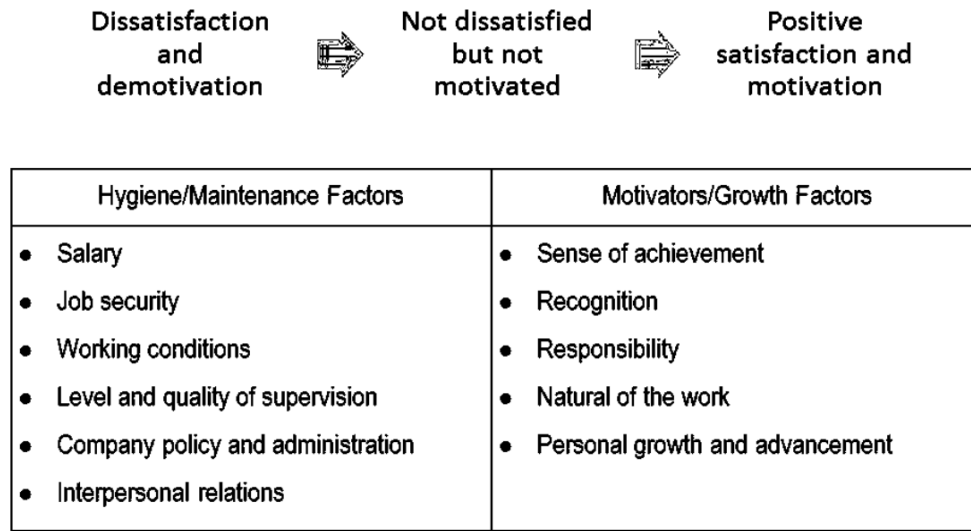 Dissatisfaction
and
demotivation
Not dissatisfied
but not
motivated
Positive
satisfaction and
motivation
Hygiene/Maintenance Factors
Motivators/Growth Factors
● Salary
● Job security
● Working conditions
● Level and quality of supervision
● Company policy and administration
● Interpersonal relations
● Sense of achievement
● Recognition
● Responsibility
● Natural of the work
● Personal growth and advancement